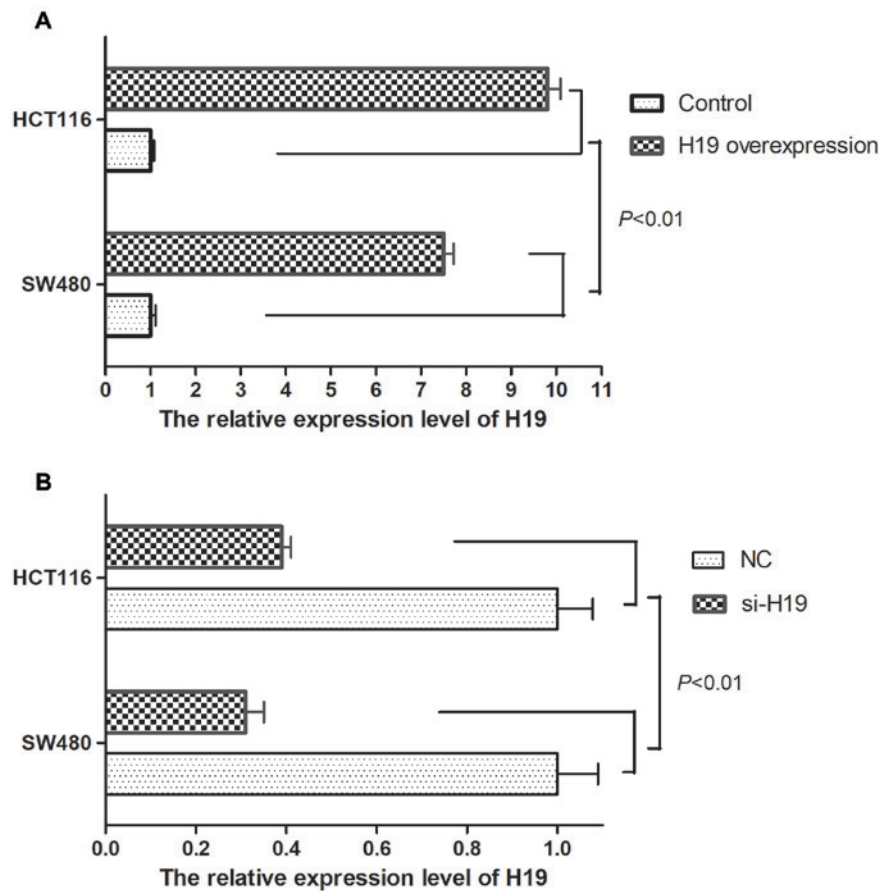 A
HCT116
SW480
Control
H19 overexpression
P<0.01
0 1 2 3 4 5 6 7 8 9 10 11
The relative expression level of H19
B
HCT116
SW480
NC
si-H19
P<0.01
0.0 0.2 0.4 0.6 0.8 1.0
The relative expression level of H19